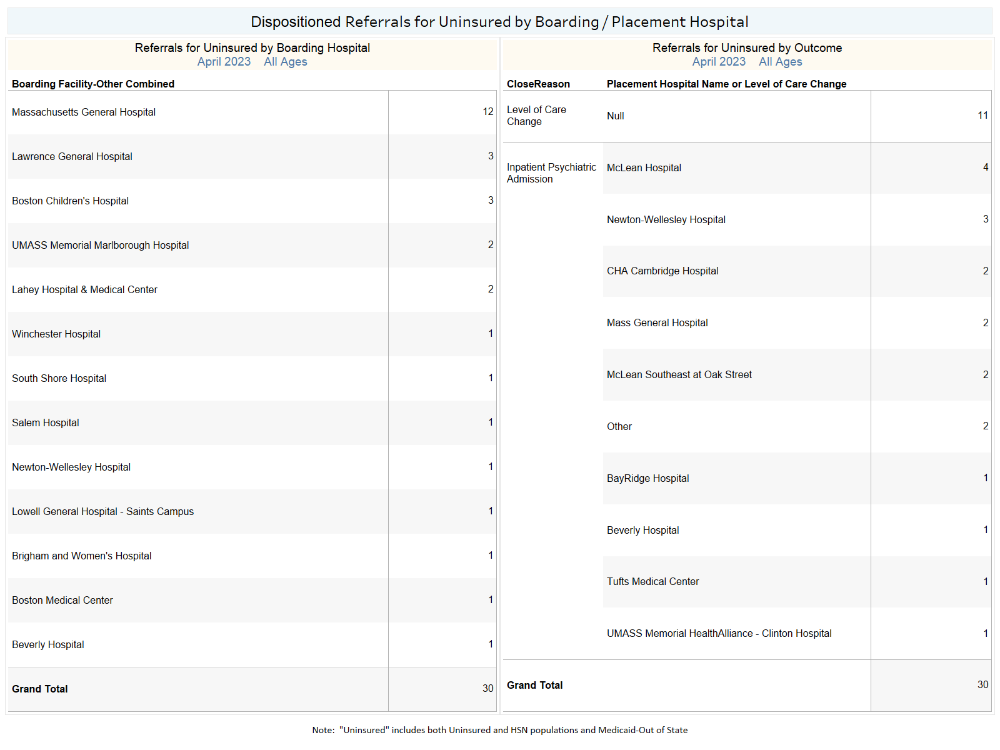 Dispositioned Referrals for Uninsured by Boarding / Placement Hospital
Referrals for Uninsured by Boarding Hospital
April 2023 All Ages
Boarding Facility-Other Combined
Massachusetts General Hospital 12
Lawrence General Hospital 3
Boston Children's Hospital 3
UMASS Memorial Marlborough Hospital 2
Lahey Hospital & Medical Center 2
Winchester Hospital 1
South Shore Hospital 1
Salem Hospital 1
Newton-Wellesley Hospital 1
Lowell General Hospital - Saints Campus 1
Brigham and Women's Hospital 1
Boston Medical Center 1
Beverly Hospital 1
Grand Total 30
Referrals for Uninsured by Outcome
April 2023 All Ages
CloseReason Placement Hospital Name or Level of Care Change
Level of Care
Change
Null 11
Inpatient Psychiatric
Admission
McLean Hospital 4
Newton-Wellesley Hospital 3
CHA Cambridge Hospital 2
Mass General Hospital 2
McLean Southeast at Oak Street 2
Other 2
BayRidge Hospital 1
Beverly Hospital 1
Tufts Medical Center 1
UMASS Memorial HealthAlliance - Clinton Hospital 1
Grand Total 30
Note: "Uninsured" includes both Uninsured and HSN populations and Medicaid-Out of State